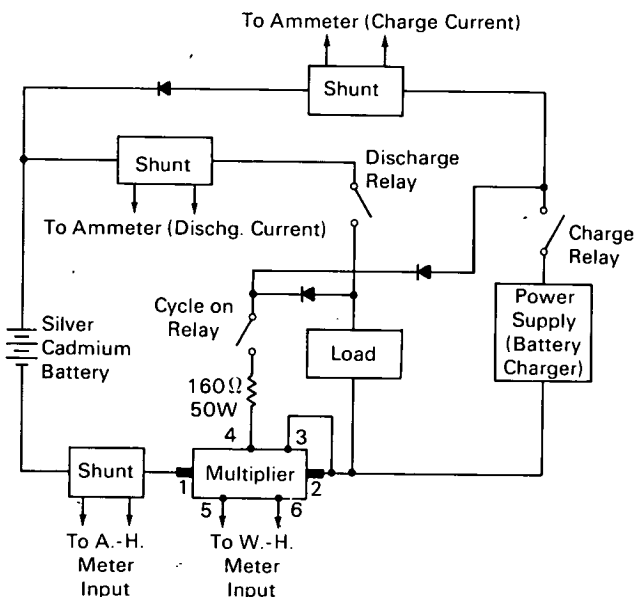 To Ammeter (Charge Current)
Shunt
Shunt
Discharge
Relay
To Ammeter (Dischg. Current)
Charge
Relay
Cycle on
Relay
Power
Supply
(Battery
Charger)
Silver
Cadmium
Battery
Load
160Ω
50W
4
3
Shunt
1
Multiplier
2
5
6
To A.-H.
Meter
Input
To W.-H.
Meter
Input